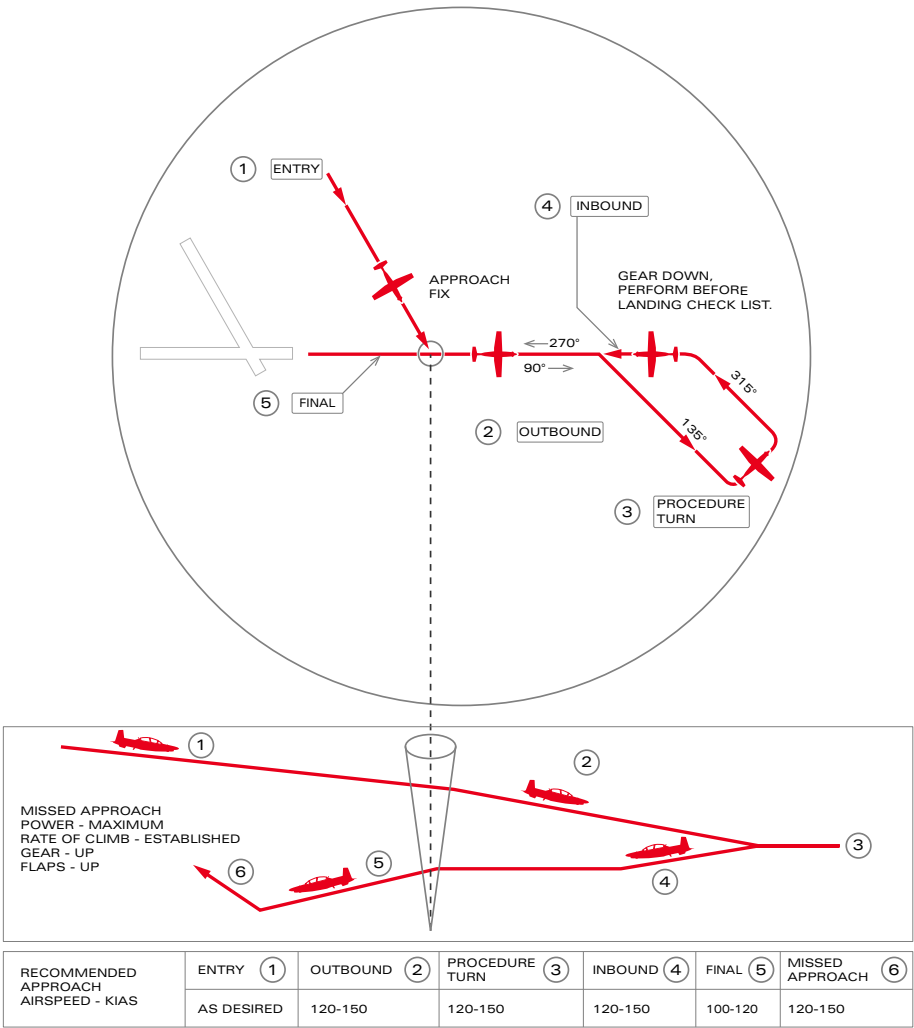 1 ENTRY
4 INBOUND
APPROACH
FIX
GEAR DOWN,
PERFORM BEFORE
LANDING CHECK LIST.
270°
90°
315°
135°
5 FINAL
2 OUTBOUND
3 PROCEDURE
TURN
1
2
MISSED APPROACH
POWER - MAXIMUM
RATE OF CLIMB - ESTABLISHED
GEAR - UP
FLAPS - UP
3
5
6
4
RECOMMENDED
APPROACH
AIRSPEED - KIAS
ENTRY 1
OUTBOUND 2
PROCEDURE
TURN 3
INBOUND 4
FINAL 5
MISSED
APPROACH 6
AS DESIRED
120-150
120-150
120-150
100-120
120-150